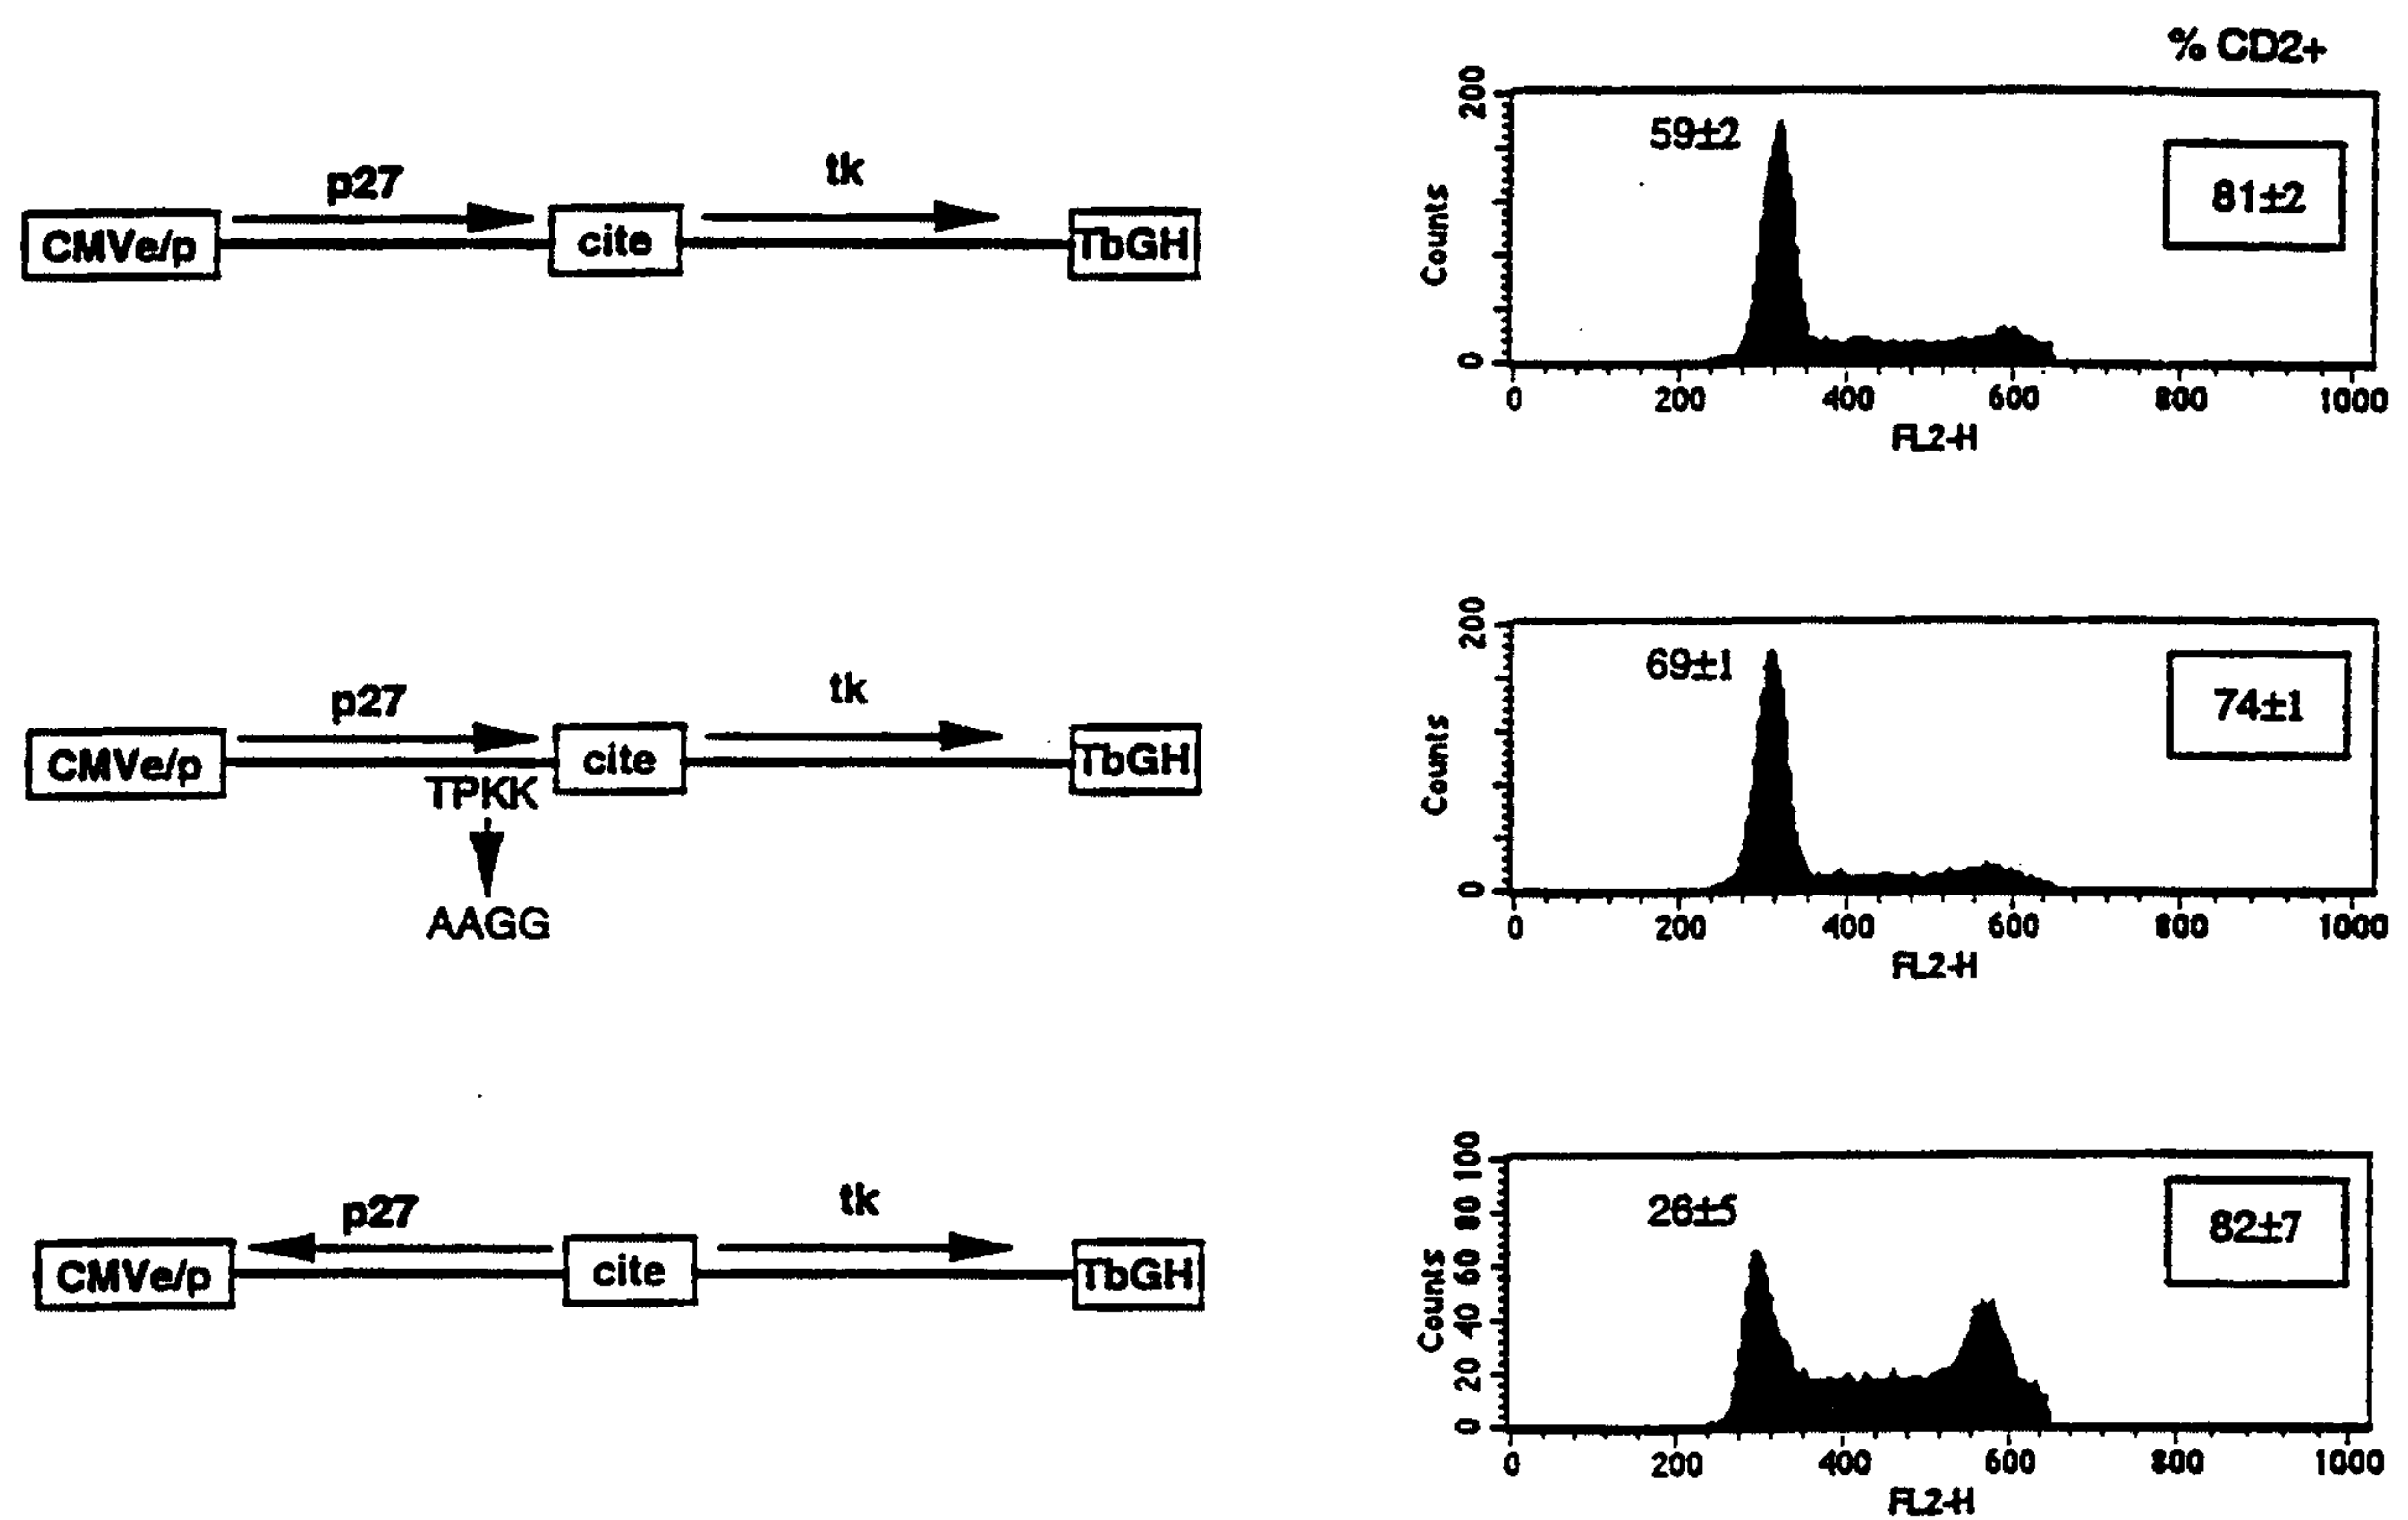 % CD2+
p27
tk
CMVe/p
cite
TbGH
200
Counts
0
59±2
81±2
0 200 400 600 800 1000
FL2-H
p27
tk
CMVe/p
cite
TbGH
TPKK
AAGG
200
Counts
0
69±1
74±1
0 200 400 600 800 1000
FL2-H
p27
tk
CMVe/p
cite
TbGH
Counts
0 20 40 60 80 100
26±5
82±7
0 200 400 600 800 1000
FL2-H